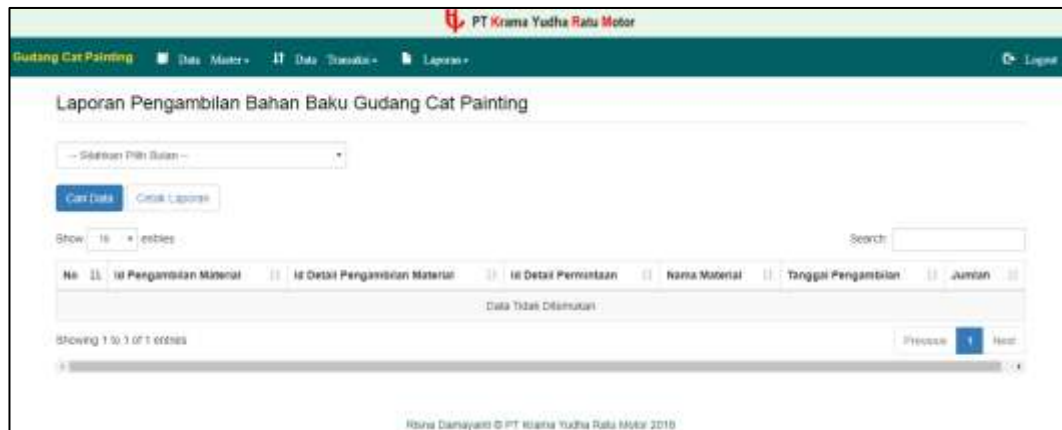 PT Krama Yudha Ratu Motor
Gudang Cat Painting Data Master Data Transaksi Laporan Logout
Laporan Pengambilan Bahan Baku Gudang Cat Painting
-- Silahkan Pilih Bulan --
Cari Data Cetak Laporan
Show 10 entries Search:
No Id Pengambilan Material Id Detail Pengambilan Material Id Detail Permintaan Nama Material Tanggal Pengambilan Jumlah
Data Tidak Ditemukan
Showing 1 to 1 of 1 entries Previous 1 Next
Damayanti © PT Krama Yudha Ratu Motor 2018